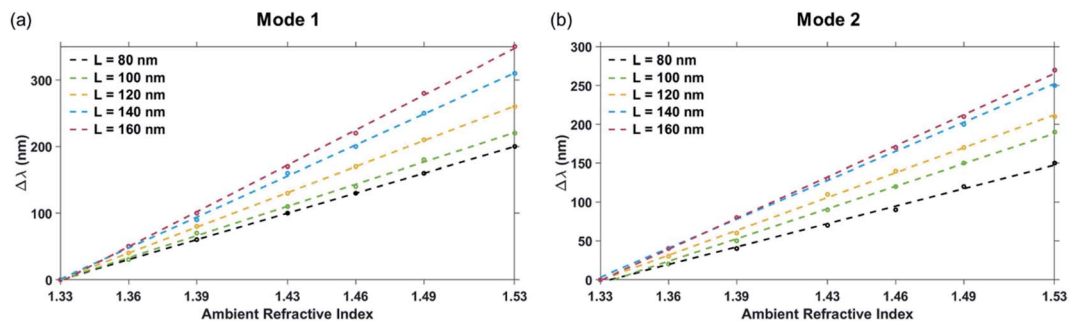 (a)
Mode 1
L = 80 nm
L = 100 nm
L = 120 nm
L = 140 nm
L = 160 nm
300
200
100
0
Δλ (nm)
1.33 1.36 1.39 1.43 1.46 1.49 1.53
Ambient Refractive Index
(b)
Mode 2
L = 80 nm
L = 100 nm
L = 120 nm
L = 140 nm
L = 160 nm
300
250
200
150
100
50
0
Δλ (nm)
1.33 1.36 1.39 1.43 1.46 1.49 1.53
Ambient Refractive Index